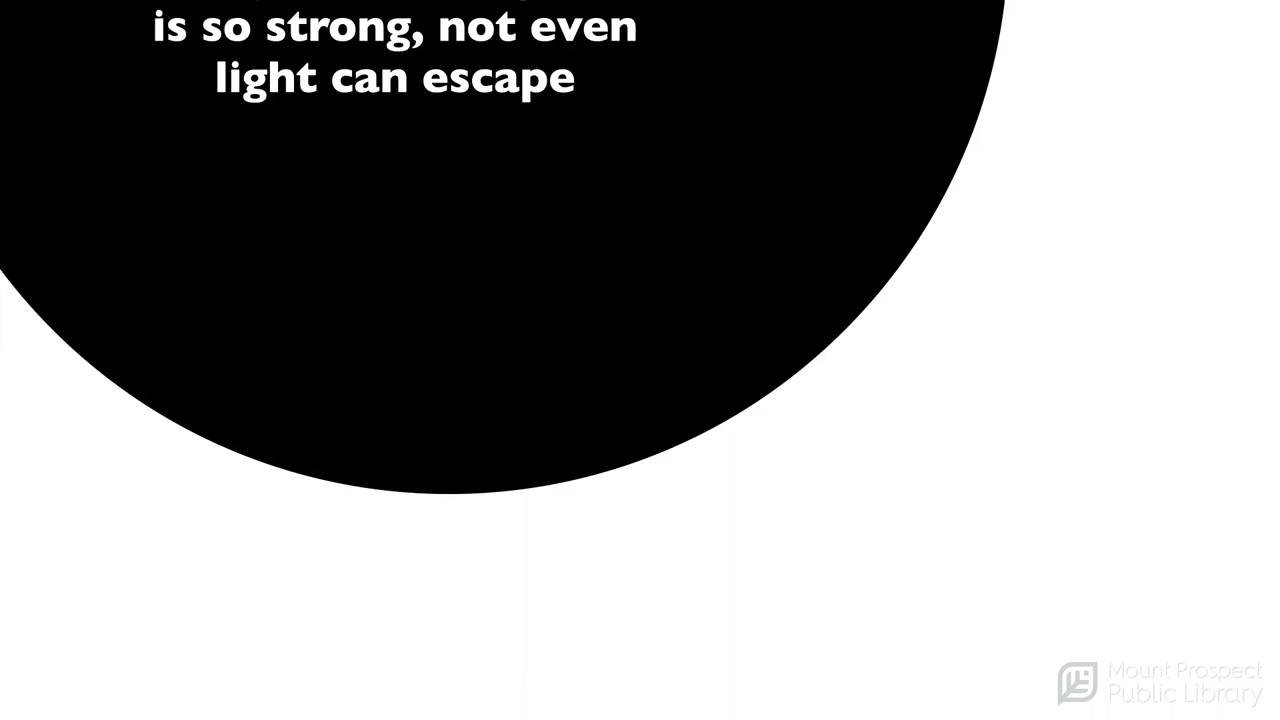 is so strong, not even
light can escape
Mount Prospect
Public Library